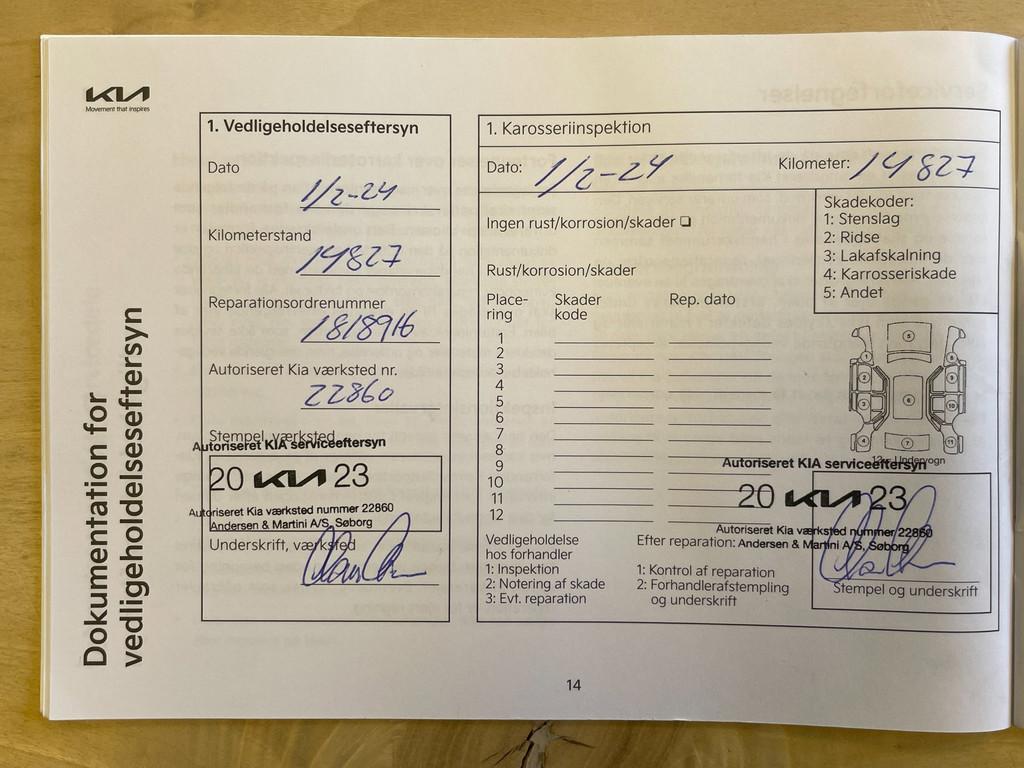 KIA
Movement that inspires
Dokumentation for
vedligeholdelseseftersyn
1. Vedligeholdelseseftersyn
Dato
1/2-24
Kilometerstand
14827
Reparationsordrenummer
1818916
Autoriseret Kia værksted nr.
22860
Stempel, værksted
Autoriseret KIA serviceeftersyn
20 KIA 23
Autoriseret Kia værksted nummer 22860
Andersen & Martini A/S, Søborg
Underskrift, værksted
1. Karosseriinspektion
Dato: 1/2-24 Kilometer: 14827
Ingen rust/korrosion/skader
Rust/korrosion/skader
Place-
ring
Skader
kode
Rep. dato
1
2
3
4
5
6
7
8
9
10
11
12
Skadekoder:
1: Stenslag
2: Ridse
3: Lakafskalning
4: Karrosseriskade
5: Andet
12 = Undervogn
Autoriseret KIA serviceeftersyn
20 KIA 23
Autoriseret Kia værksted nummer 22860
Andersen & Martini A/S, Søborg
Vedligeholdelse
hos forhandler
1: Inspektion
2: Notering af skade
3: Evt. reparation
Efter reparation:
1: Kontrol af reparation
2: Forhandlerafstempling
og underskrift
Stempel og underskrift
14